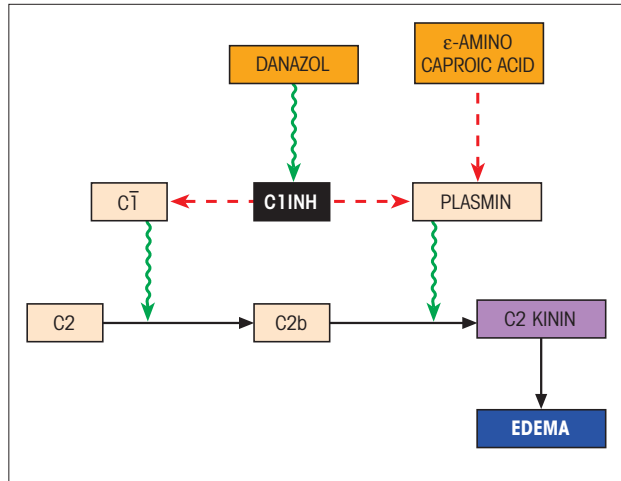 DANAZOL
ε-AMINO
CAPROIC ACID
C1̅
C1INH
PLASMIN
C2
C2b
C2 KININ
EDEMA